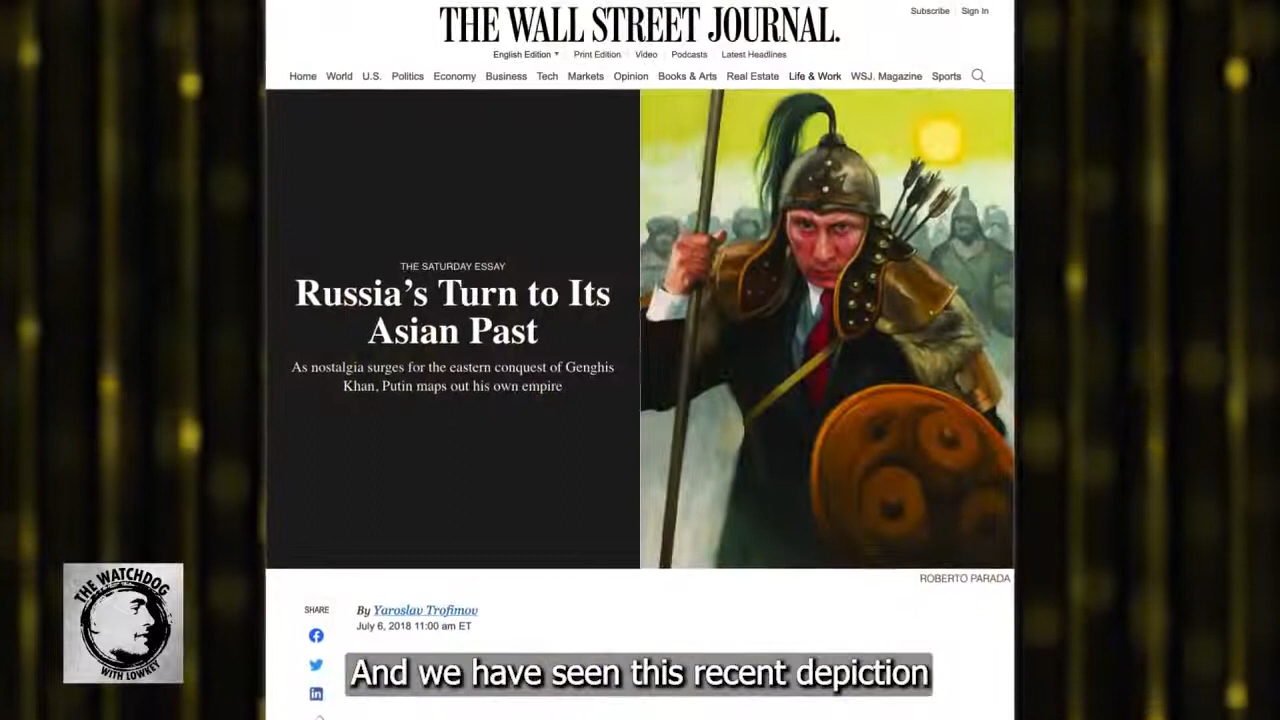 THE WALL STREET JOURNAL.
Subscribe Sign In
English Edition Print Edition Video Podcasts Latest Headlines
Home World U.S. Politics Economy Business Tech Markets Opinion Books & Arts Real Estate Life & Work WSJ. Magazine Sports
THE SATURDAY ESSAY
Russia's Turn to Its
Asian Past
As nostalgia surges for the eastern conquest of Genghis
Khan, Putin maps out his own empire
ROBERTO PARADA
SHARE
By Yaroslav Trofimov
July 6, 2018 11:00 am ET
THE WATCHDOG
WITH LOWKEY
And we have seen this recent depiction